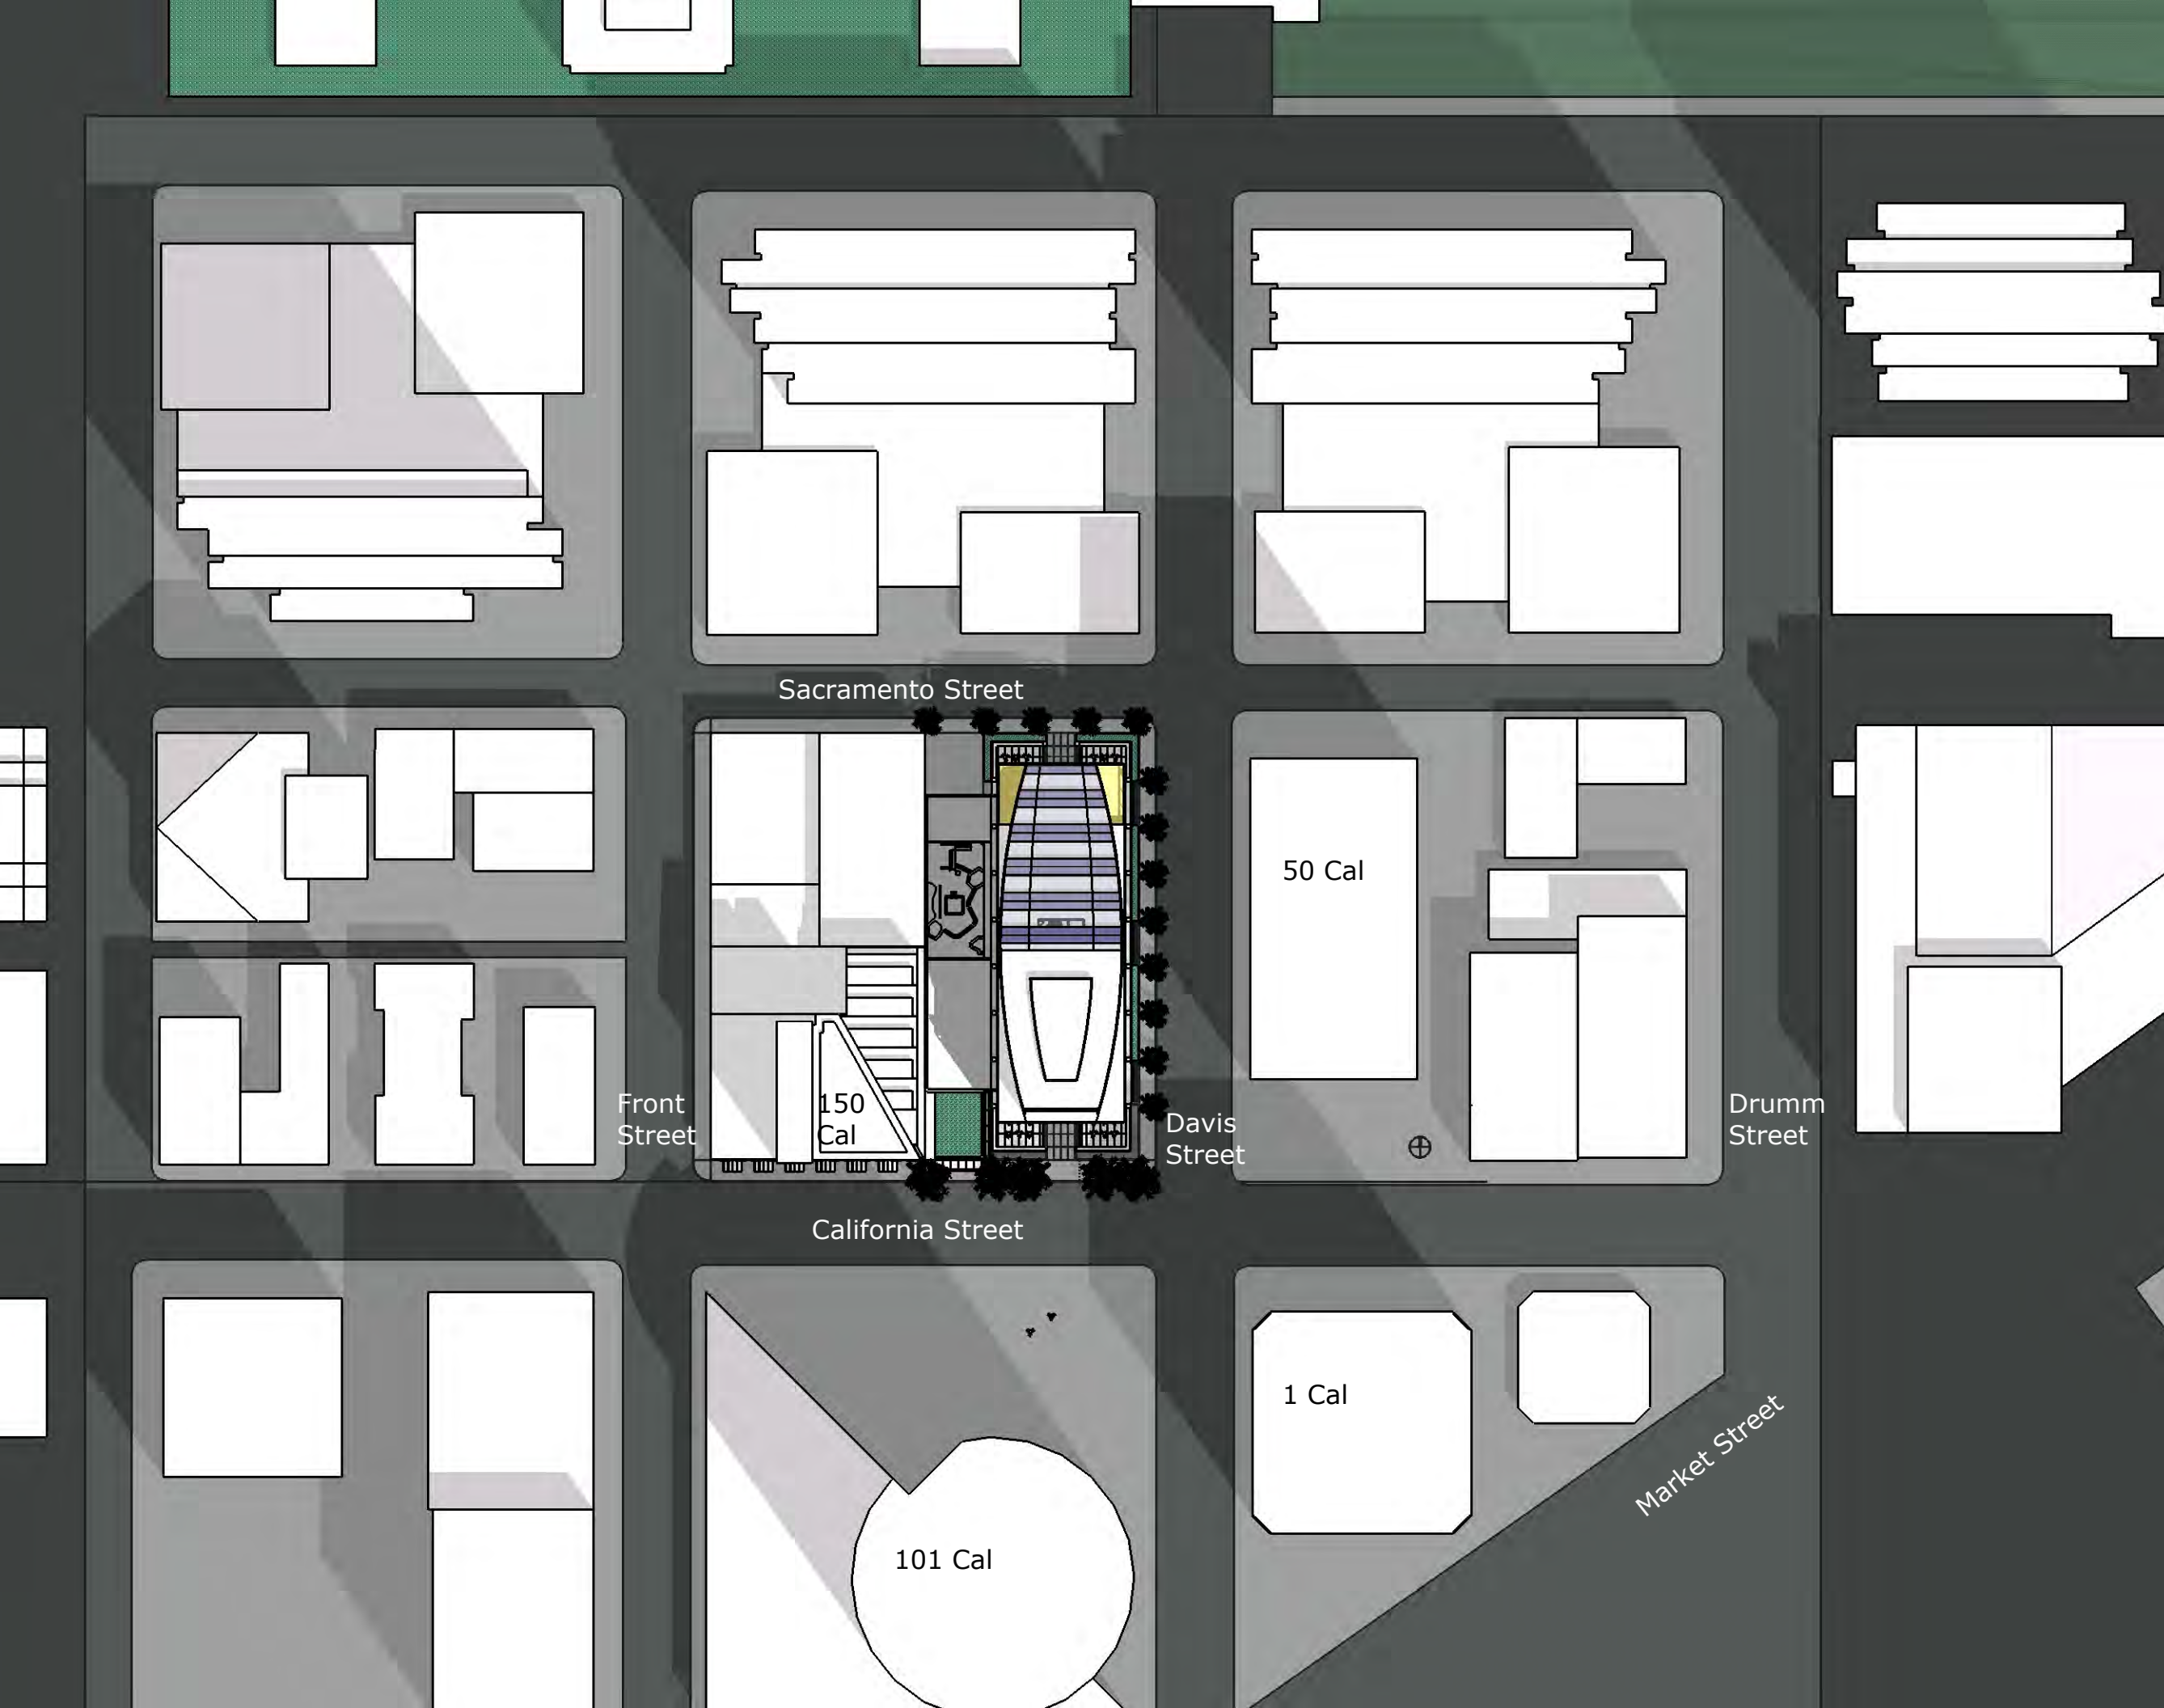 Sacramento Street
50 Cal
Front
Street
150
Cal
Davis
Street
Drumm
Street
California Street
1 Cal
Market Street
101 Cal